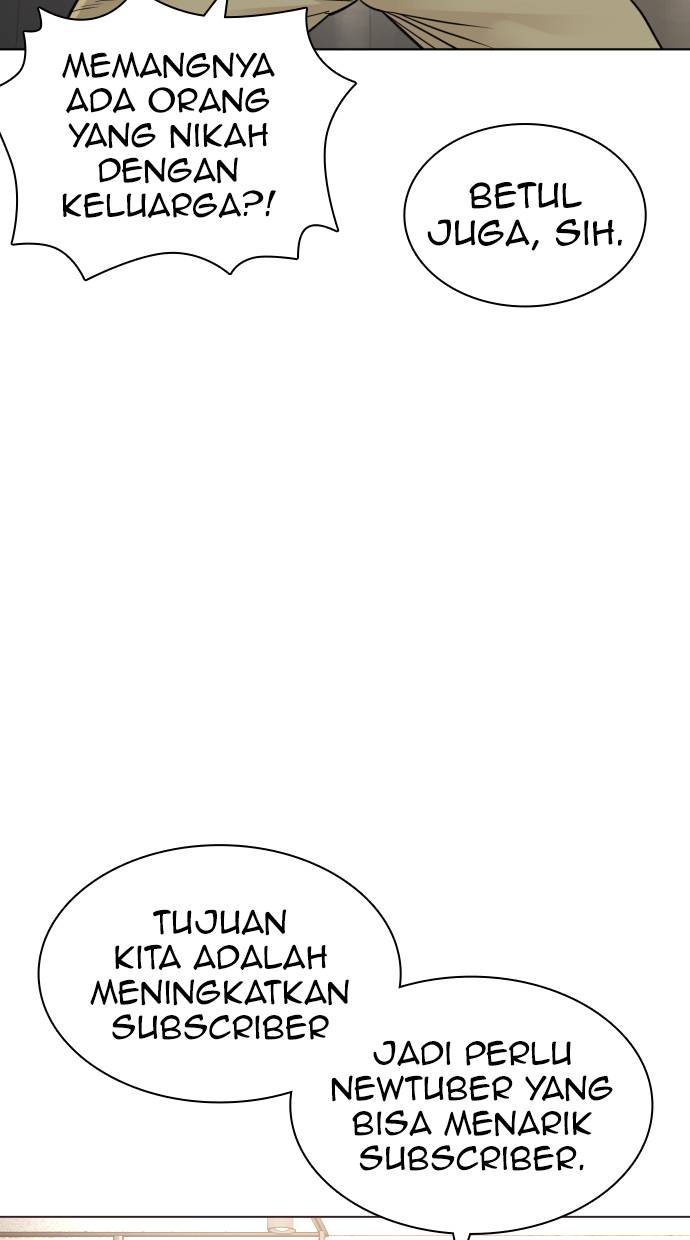 MEMANGNYA
ADA ORANG
YANG NIKAH
DENGAN
KELUARGA?!
BETUL
JUGA, SIH.
TUJUAN
KITA ADALAH
MENINGKATKAN
SUBSCRIBER
JADI PERLU
NEWTUBER YANG
BISA MENARIK
SUBSCRIBER.